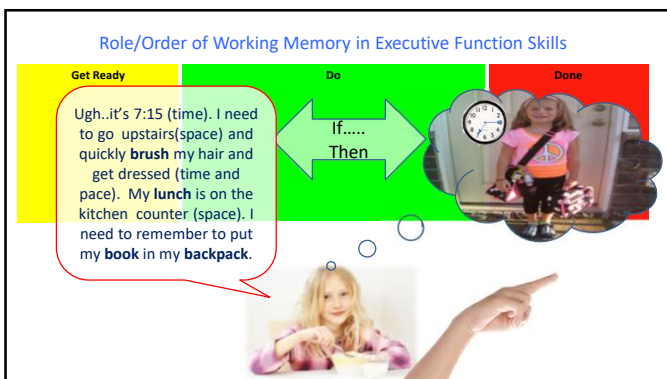 Role/Order of Working Memory in Executive Function Skills
Get Ready
Do
Done
Ugh..it's 7:15 (time). I need
to go upstairs(space) and
quickly brush my hair and
get dressed (time and
pace). My lunch is on the
kitchen counter (space). I
need to remember to put
my book in my backpack.
If.....
Then